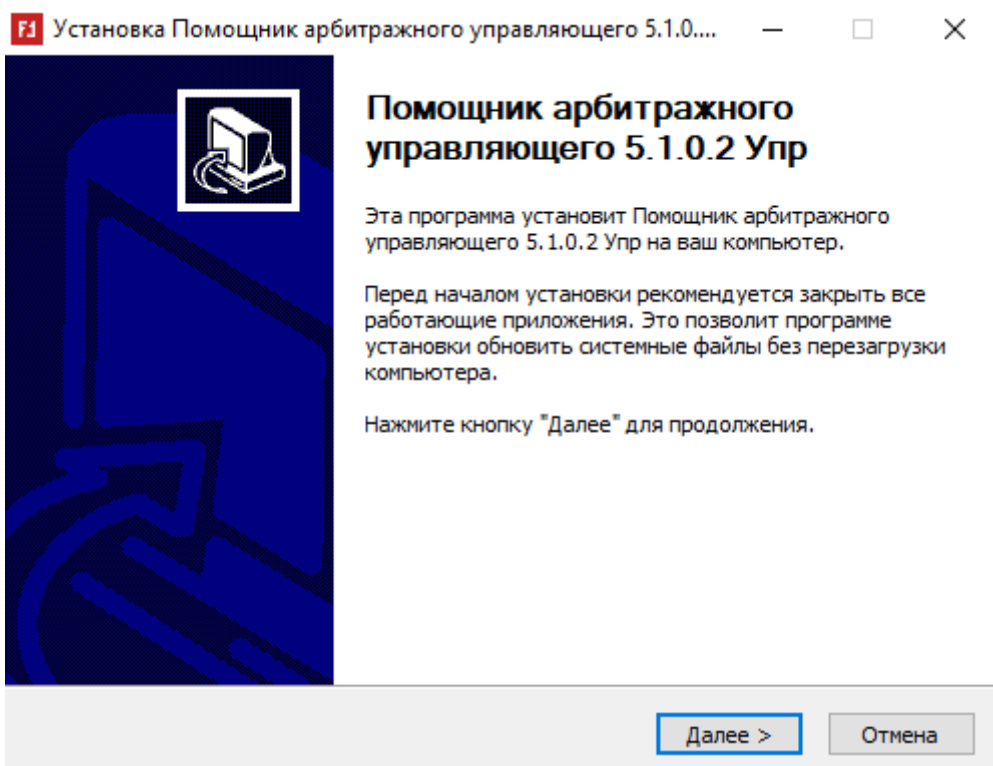 F1 Установка Помощник арбитражного управляющего 5.1.0....
Помощник арбитражного
управляющего 5.1.0.2 Упр
Эта программа установит Помощник арбитражного
управляющего 5.1.0.2 Упр на ваш компьютер.
Перед началом установки рекомендуется закрыть все
работающие приложения. Это позволит программе
установки обновить системные файлы без перезагрузки
компьютера.
Нажмите кнопку "Далее" для продолжения.
Далее >
Отмена